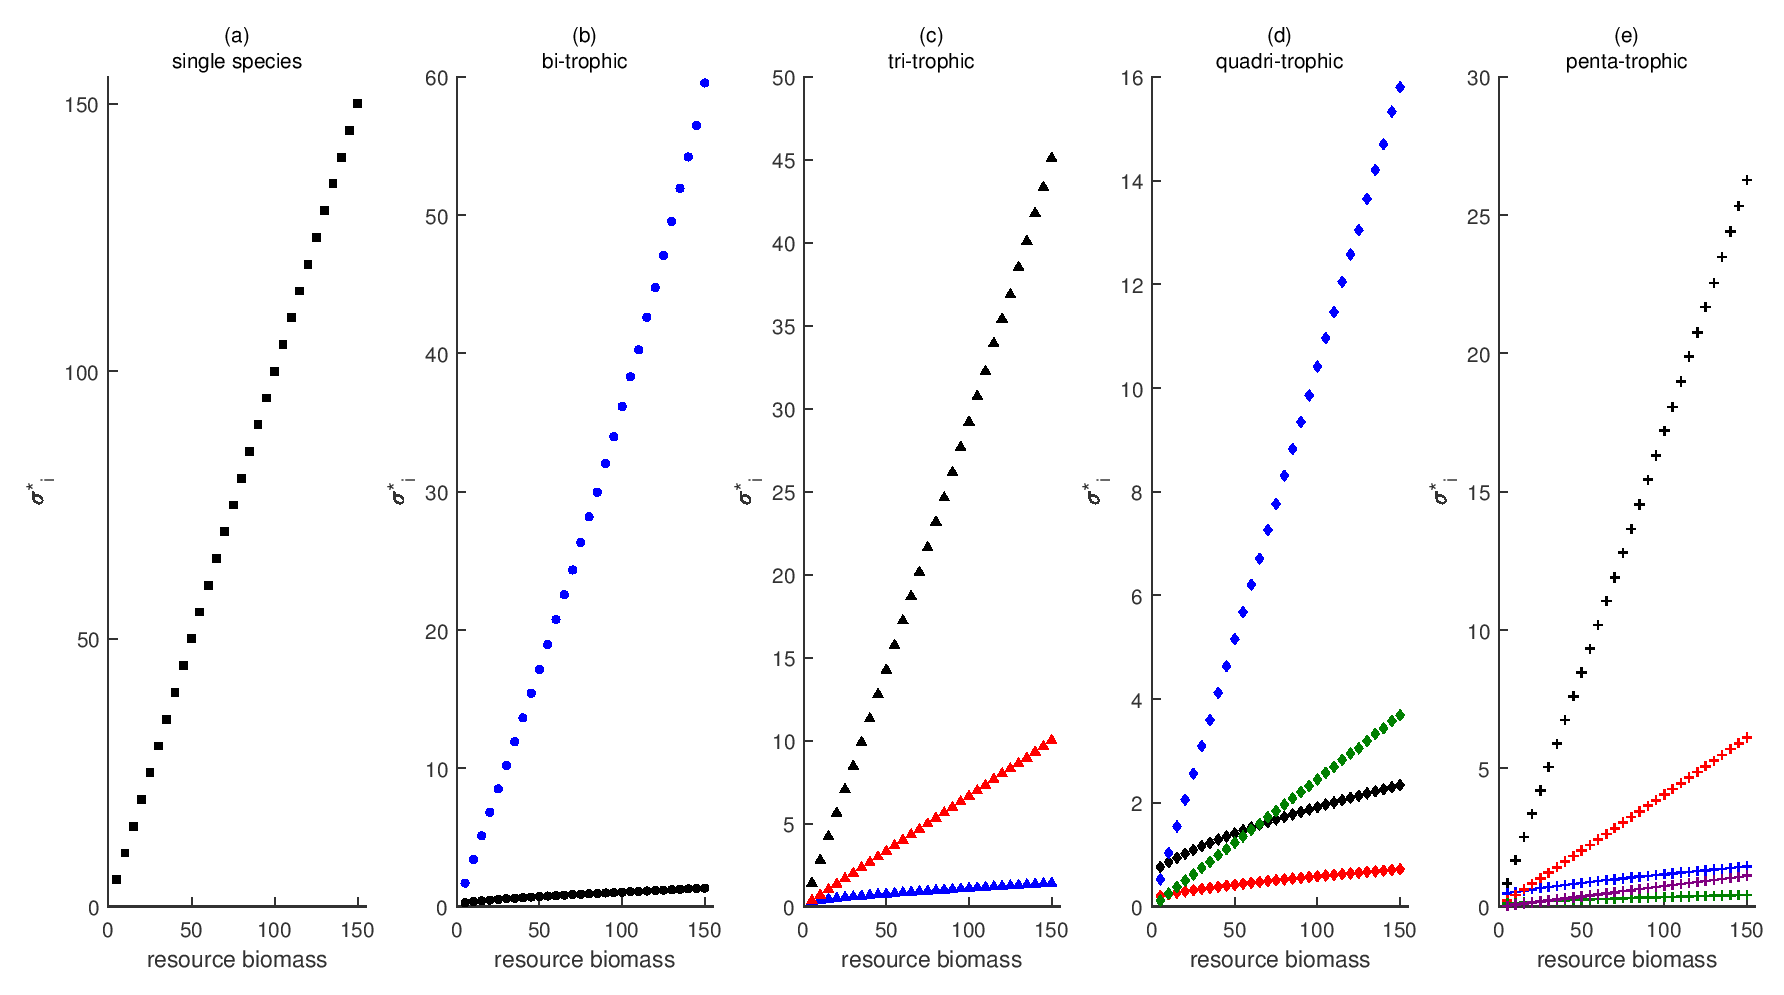 (a)
single species
150
100
50
0
0 50 100 150
σ*i
resource biomass
(b)
bi-trophic
60
50
40
30
20
10
0
0 50 100 150
σ*i
resource biomass
(c)
tri-trophic
50
45
40
35
30
25
20
15
10
5
0
0 50 100 150
σ*i
resource biomass
(d)
quadri-trophic
16
14
12
10
8
6
4
2
0
0 50 100 150
σ*i
resource biomass
(e)
penta-trophic
30
25
20
15
10
5
0
0 50 100 150
σ*i
resource biomass